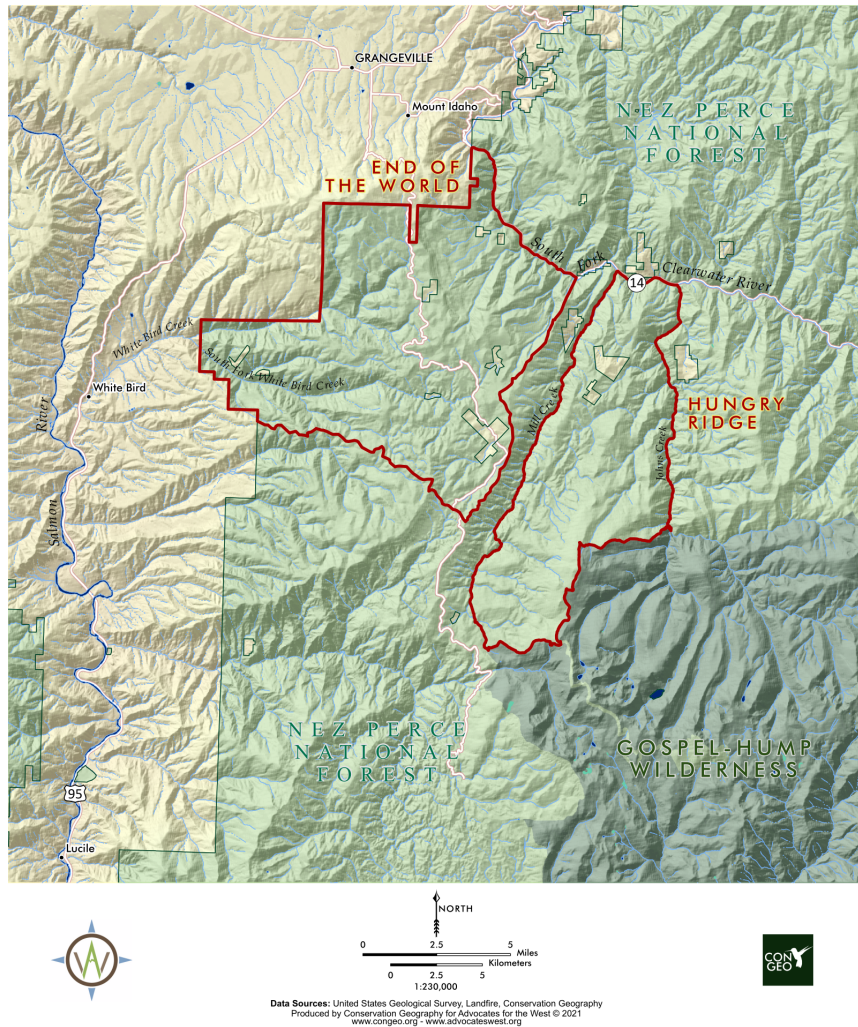 GRANGEVILLE
Mount Idaho
NEZ PERCE
NATIONAL
FOREST
END OF
THE WORLD
South Fork Clearwater River
14
White Bird Creek
South Fork White Bird Creek
White Bird
Mill Creek
HUNGRY
RIDGE
Johns Creek
Salmon River
NEZ PERCE
NATIONAL
FOREST
GOSPEL-HUMP
WILDERNESS
95
Lucile
NORTH
0 2.5 5 Miles
0 2.5 5 Kilometers
1:230,000
CON
GEO
Data Sources: United States Geological Survey, Landfire, Conservation Geography
Produced by Conservation Geography for Advocates for the West © 2021
www.congeo.org - www.advocateswest.org